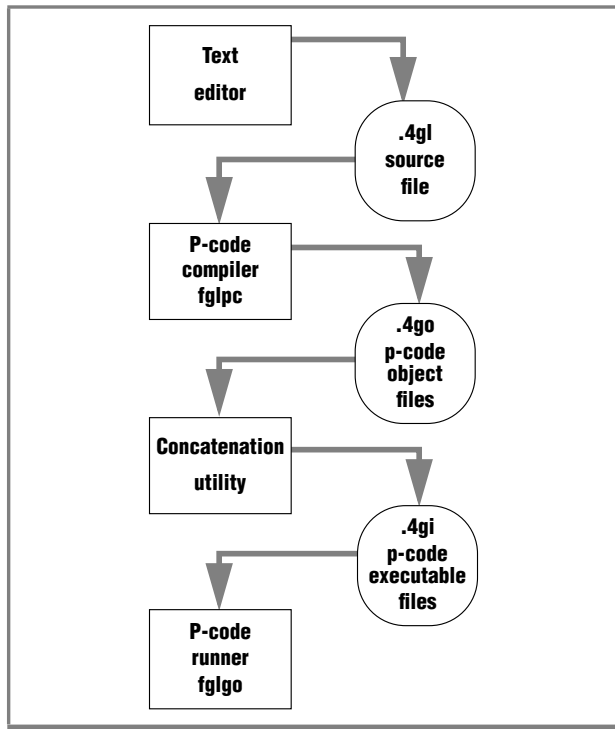 Text
editor
.4gl
source
file
P-code
compiler
fglpc
.4go
p-code
object
files
Concatenation
utility
.4gi
p-code
executable
files
P-code
runner
fglgo